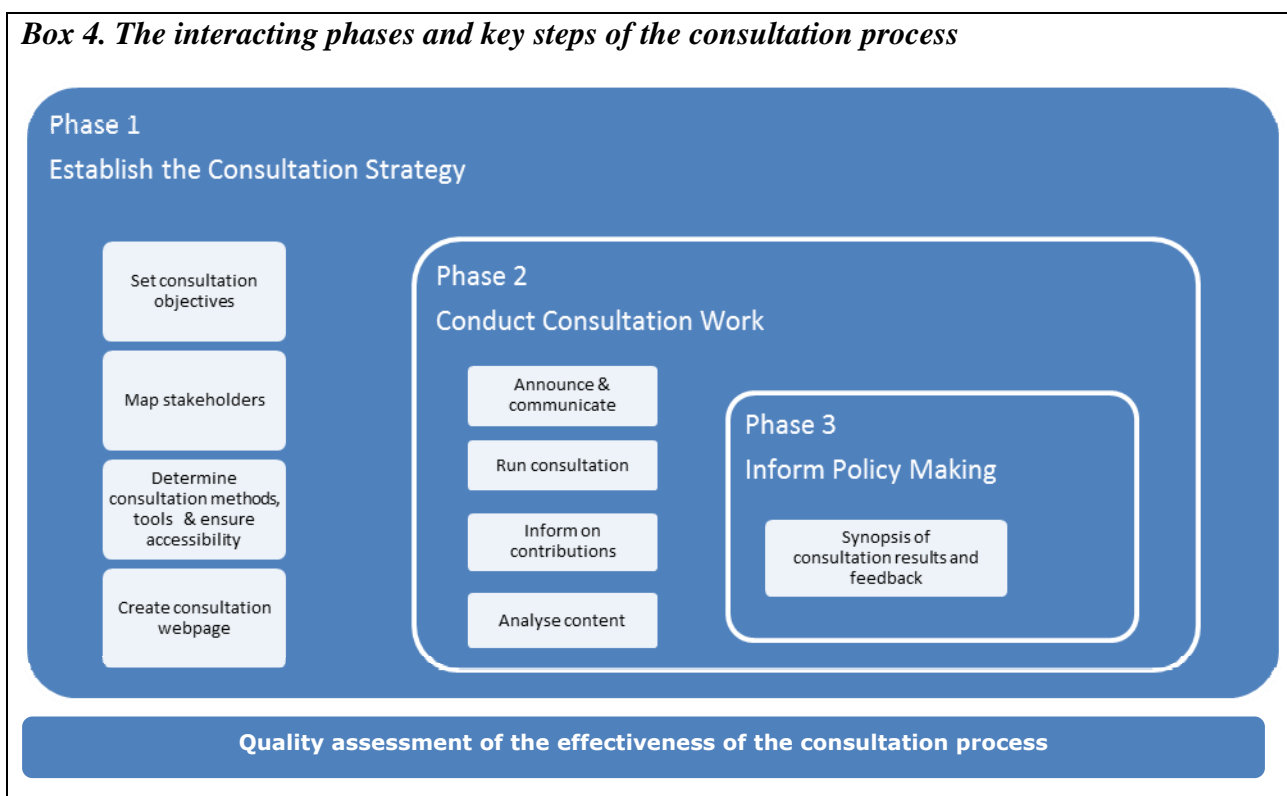 Box 4. The interacting phases and key steps of the consultation process
Phase 1
Establish the Consultation Strategy
Set consultation
objectives
Map stakeholders
Determine
consultation methods,
tools & ensure
accessibility
Create consultation
webpage
Phase 2
Conduct Consultation Work
Announce &
communicate
Run consultation
Inform on
contributions
Analyse content
Phase 3
Inform Policy Making
Synopsis of
consultation results and
feedback
Quality assessment of the effectiveness of the consultation process